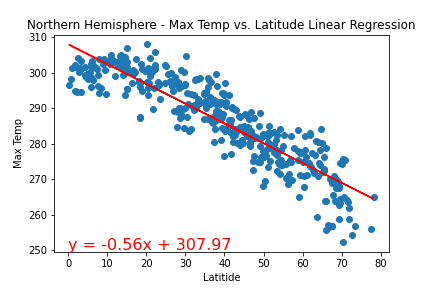 Northern Hemisphere - Max Temp vs. Latitude Linear Regression
310
300
290
280
270
260
250
Max Temp
y = -0.56x + 307.97
0 10 20 30 40 50 60 70 80
Latitide